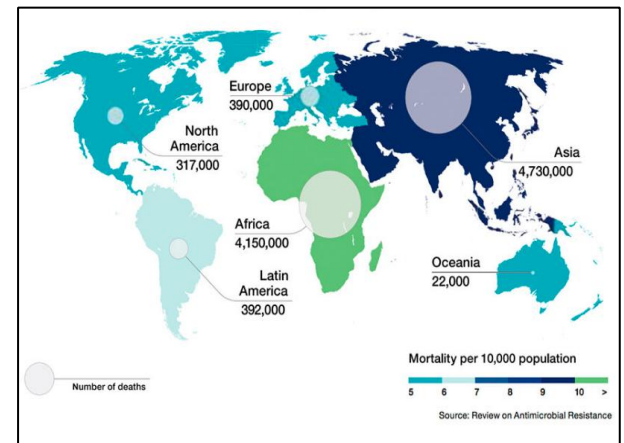 Europe
390,000
North
America
317,000
Asia
4,730,000
Africa
4,150,000
Oceania
22,000
Latin
America
392,000
Number of deaths
Mortality per 10,000 population
5 6 7 8 9 10 >
Source: Review on Antimicrobial Resistance